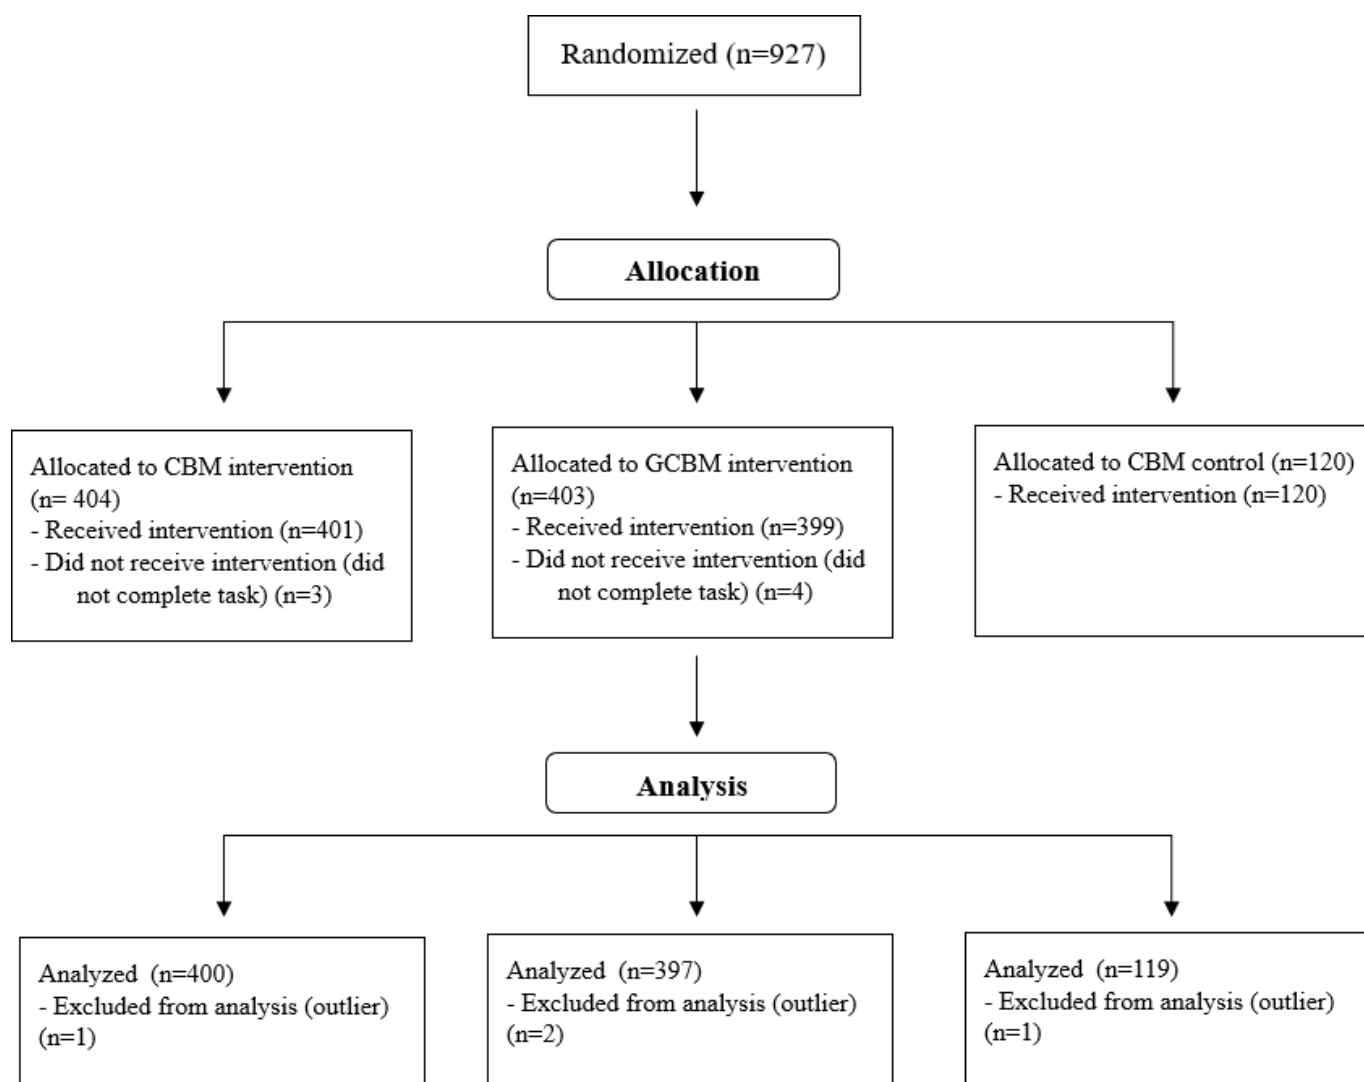 Randomized (n=927)
Allocation
Allocated to CBM intervention
(n= 404)
- Received intervention (n=401)
- Did not receive intervention (did
not complete task) (n=3)
Allocated to GCBM intervention
(n=403)
- Received intervention (n=399)
- Did not receive intervention (did
not complete task) (n=4)
Allocated to CBM control (n=120)
- Received intervention (n=120)
Analysis
Analyzed (n=400)
- Excluded from analysis (outlier)
(n=1)
Analyzed (n=397)
- Excluded from analysis (outlier)
(n=2)
Analyzed (n=119)
- Excluded from analysis (outlier)
(n=1)